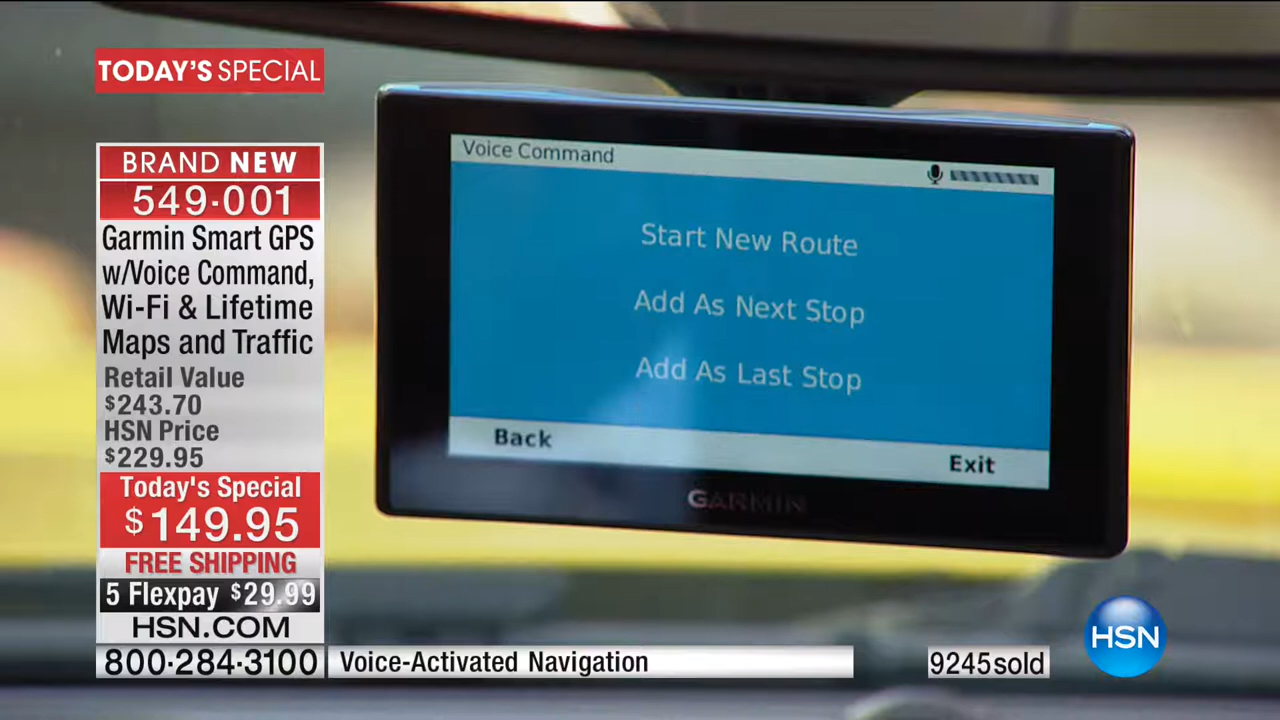 TODAY'S SPECIAL
BRAND NEW
549-001
Garmin Smart GPS
w/Voice Command,
Wi-Fi & Lifetime
Maps and Traffic
Retail Value
$243.70
HSN Price
$229.95
Today's Special
$149.95
FREE SHIPPING
5 Flexpay $29.99
HSN.COM
800-284-3100
Voice-Activated Navigation
9245sold
HSN
Voice Command
Start New Route
Add As Next Stop
Add As Last Stop
Back
Exit
GARMIN